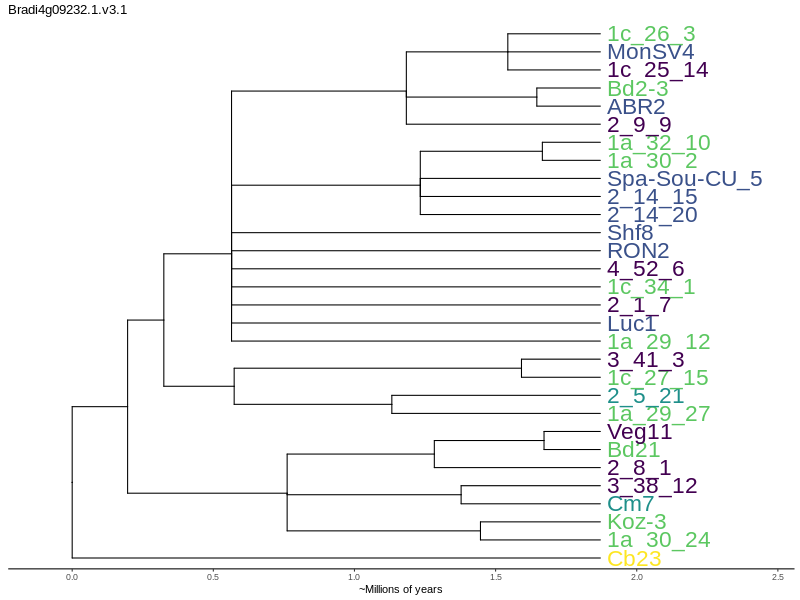 Bradi4g09232.1.v3.1
1c_26_3
MonSV4
1c_25_14
Bd2-3
ABR2
2_9_9
1a_32_10
1a_30_2
Spa-Sou-CU_5
2_14_15
2_14_20
Shf8
RON2
4_52_6
1c_34_1
2_1_7
Luc1
1a_29_12
3_41_3
1c_27_15
2_5_21
1a_29_27
Veg11
Bd21
2_8_1
3_38_12
Cm7
Koz-3
1a_30_24
Cb23
0.0 0.5 1.0 1.5 2.0 2.5
~Millions of years